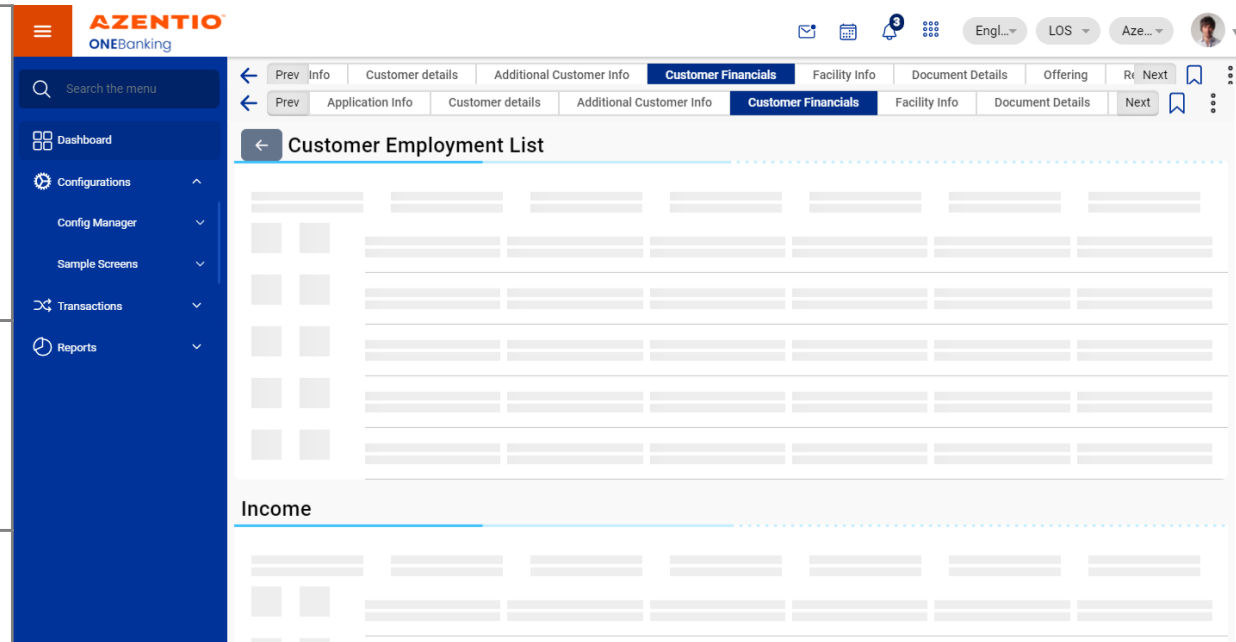 AZENTIO
ONEBanking
3
Engl...
LOS
Aze...
Search the menu
Dashboard
Configurations
Config Manager
Sample Screens
Transactions
Reports
Prev Info Customer details Additional Customer Info Customer Financials Facility Info Document Details Offering Re Next
Prev Application Info Customer details Additional Customer Info Customer Financials Facility Info Document Details Next
Customer Employment List
Income